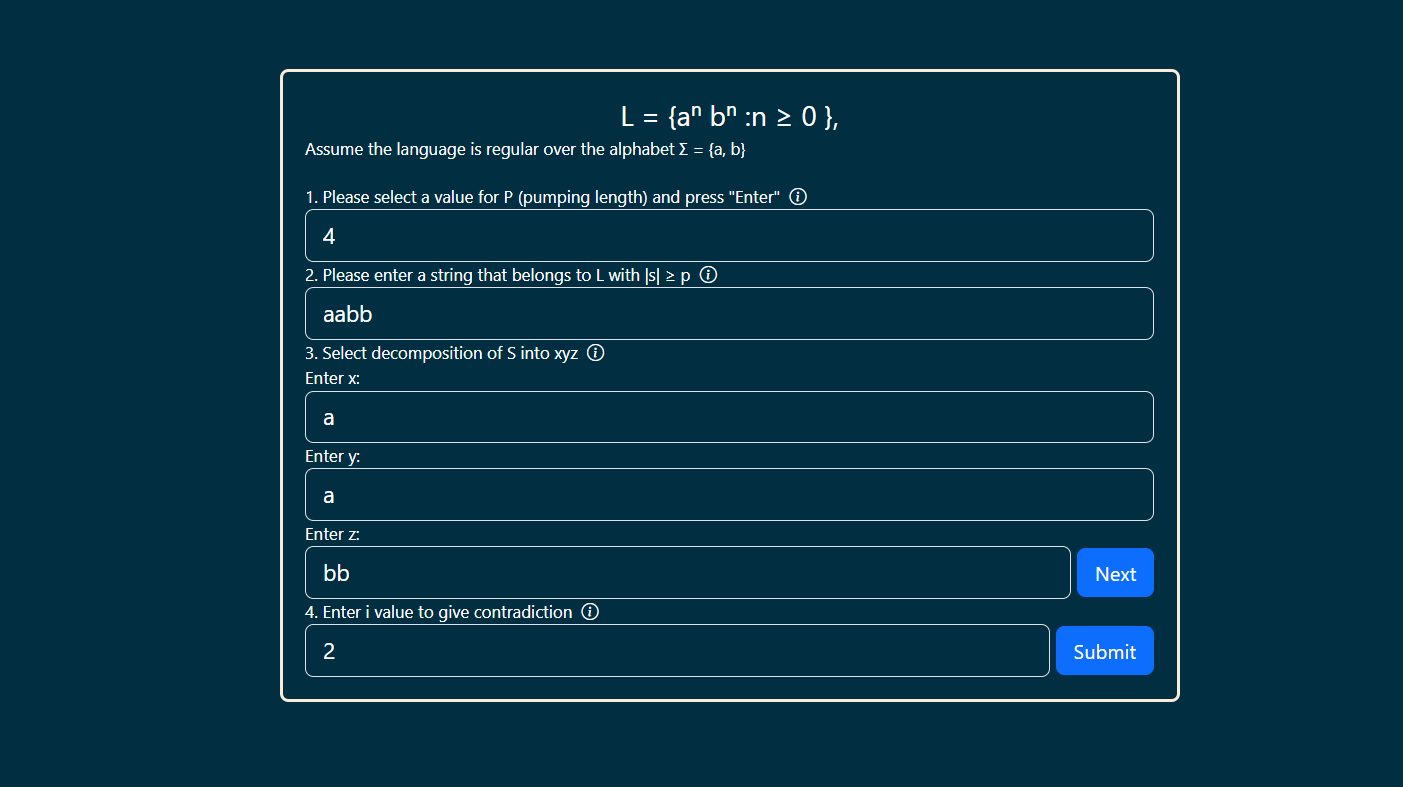 L = {aⁿ bⁿ :n ≥ 0 },
Assume the language is regular over the alphabet Σ = {a, b}
1. Please select a value for P (pumping length) and press "Enter"
4
2. Please enter a string that belongs to L with |s| ≥ p
aabb
3. Select decomposition of S into xyz
Enter x:
a
Enter y:
a
Enter z:
bb
Next
4. Enter i value to give contradiction
2
Submit